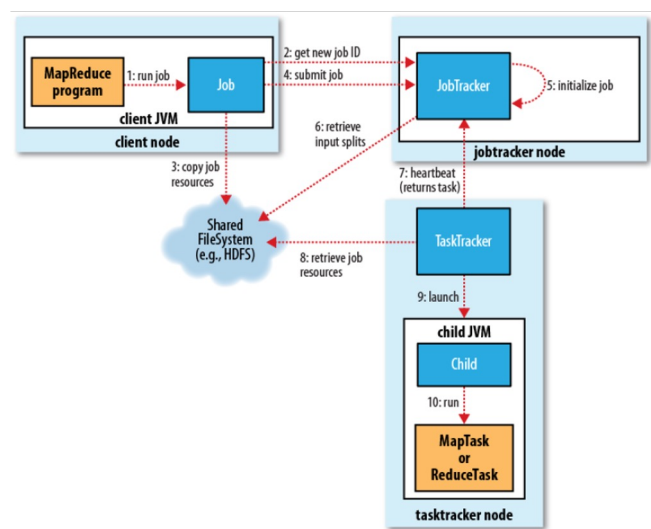 MapReduce
program
1: run job
Job
client JVM
client node
2: get new job ID
4: submit job
JobTracker
5: initialize job
jobtracker node
3: copy job
resources
6: retrieve
input splits
7: heartbeat
(returns task)
Shared
FileSystem
(e.g., HDFS)
8: retrieve job
resources
TaskTracker
9: launch
child JVM
Child
10: run
MapTask
or
ReduceTask
tasktracker node